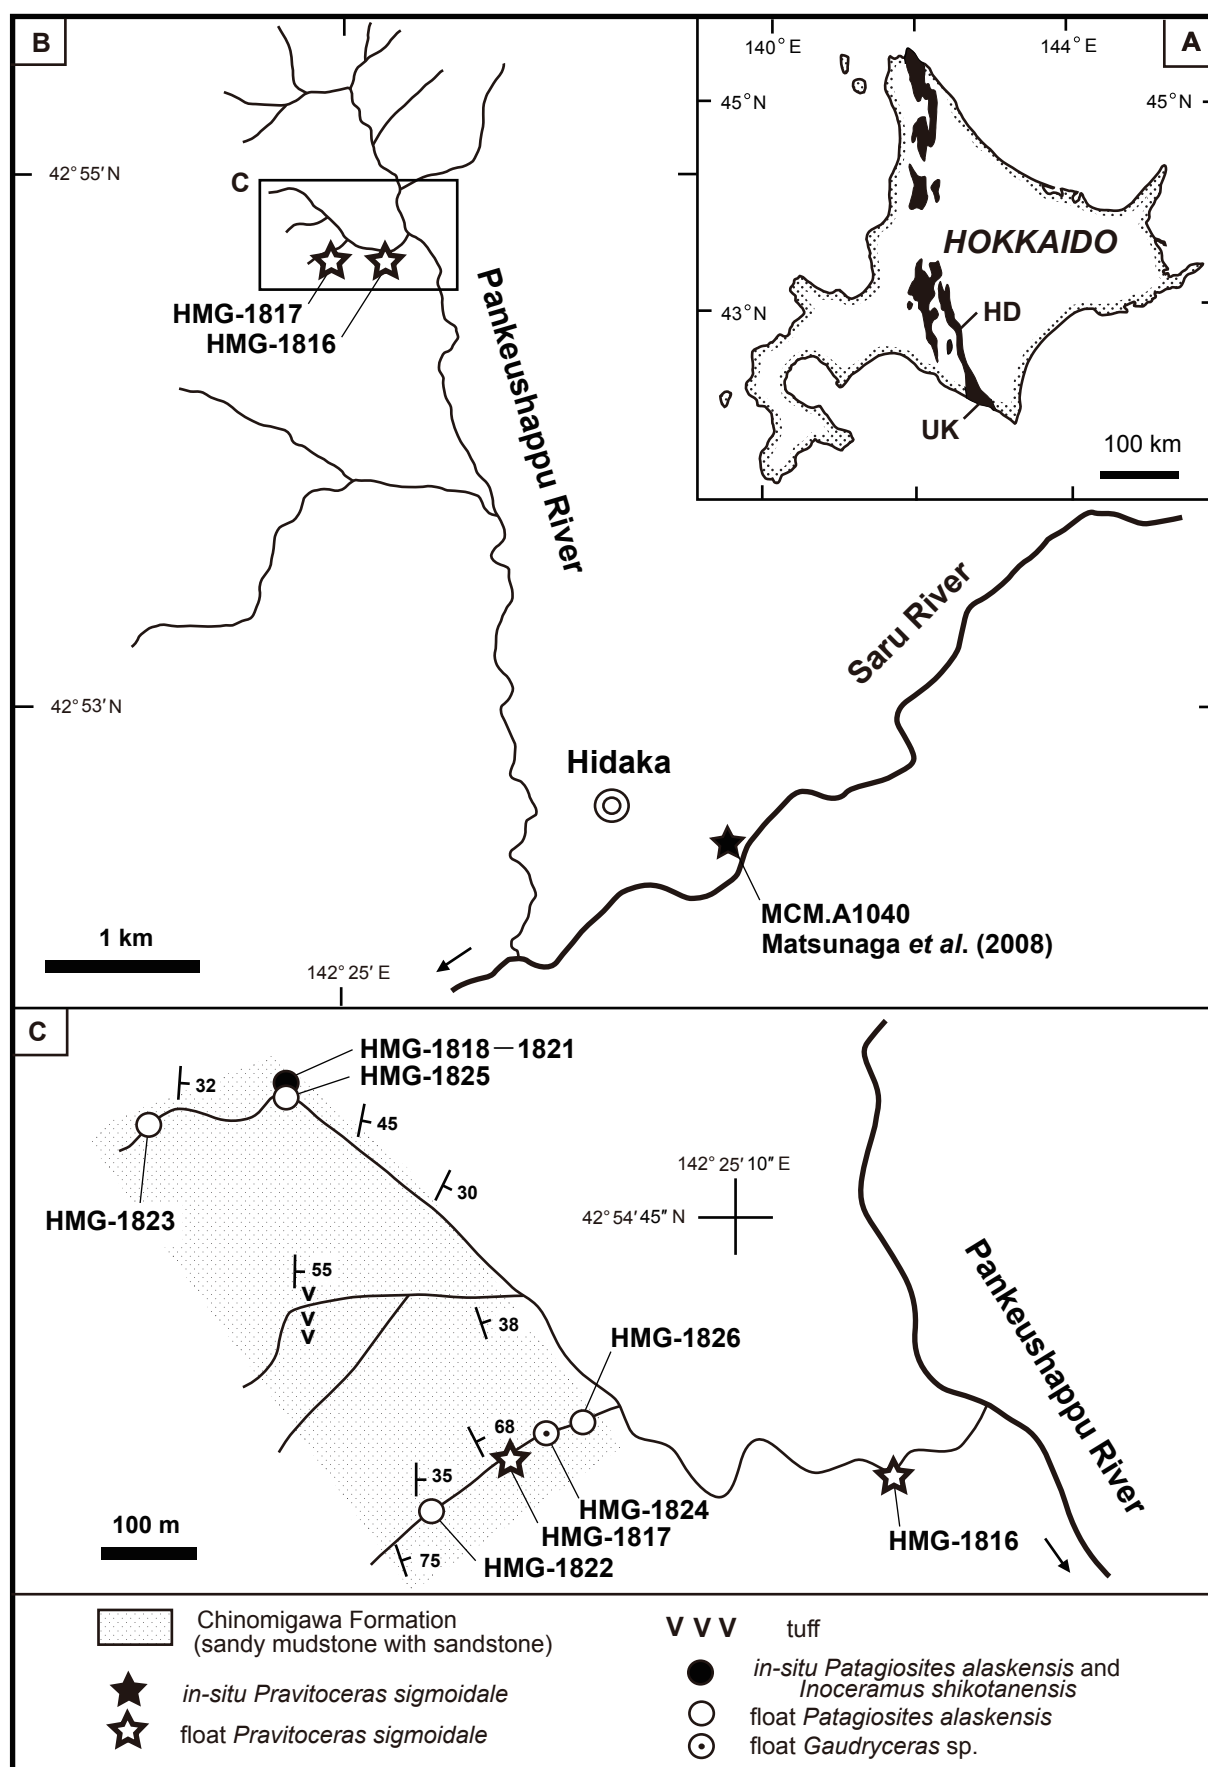 B
42°55′N
C
HMG-1817
HMG-1816
Pankeushappu River
140°E
144°E
A
45°N
45°N
HOKKAIDO
43°N
HD
UK
100 km
Saru River
42°53′N
Hidaka
MCM.A1040
Matsunaga et al. (2008)
1 km
142°25′E
C
HMG-1818—1821
HMG-1825
32
45
30
HMG-1823
142°25′10″E
42°54′45″N
55
V
V
V
38
HMG-1826
Pankeushappu River
68
35
HMG-1824
HMG-1817
HMG-1816
100 m
75
HMG-1822
Chinomigawa Formation
(sandy mudstone with sandstone)
in-situ Pravitoceras sigmoidale
float Pravitoceras sigmoidale
V V V tuff
in-situ Patagiosites alaskensis and
Inoceramus shikotanensis
float Patagiosites alaskensis
float Gaudryceras sp.